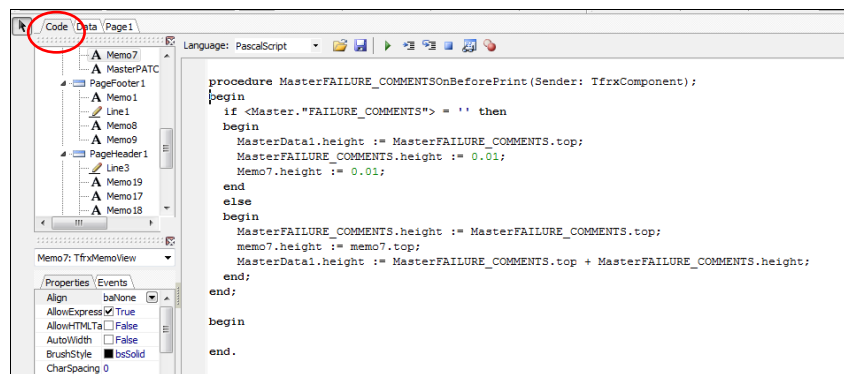 Code Data Page1
Language: PascalScript
Memo7
MasterPATC
PageFooter1
Memo1
Line1
Memo8
Memo9
PageHeader1
Line3
Memo19
Memo17
Memo18
Memo7: TfrxMemoView
Properties Events
Align baNone
AllowExpress True
AllowHTMLTa False
AutoWidth False
BrushStyle bsSolid
CharSpacing 0
procedure MasterFAILURE_COMMENTSOnBeforePrint(Sender: TfrxComponent);
begin
if <Master."FAILURE_COMMENTS"> = '' then
begin
MasterData1.height := MasterFAILURE_COMMENTS.top;
MasterFAILURE_COMMENTS.height := 0.01;
Memo7.height := 0.01;
end
else
begin
MasterFAILURE_COMMENTS.height := MasterFAILURE_COMMENTS.top;
memo7.height := memo7.top;
MasterData1.height := MasterFAILURE_COMMENTS.top + MasterFAILURE_COMMENTS.height;
end;
end;
begin
end.